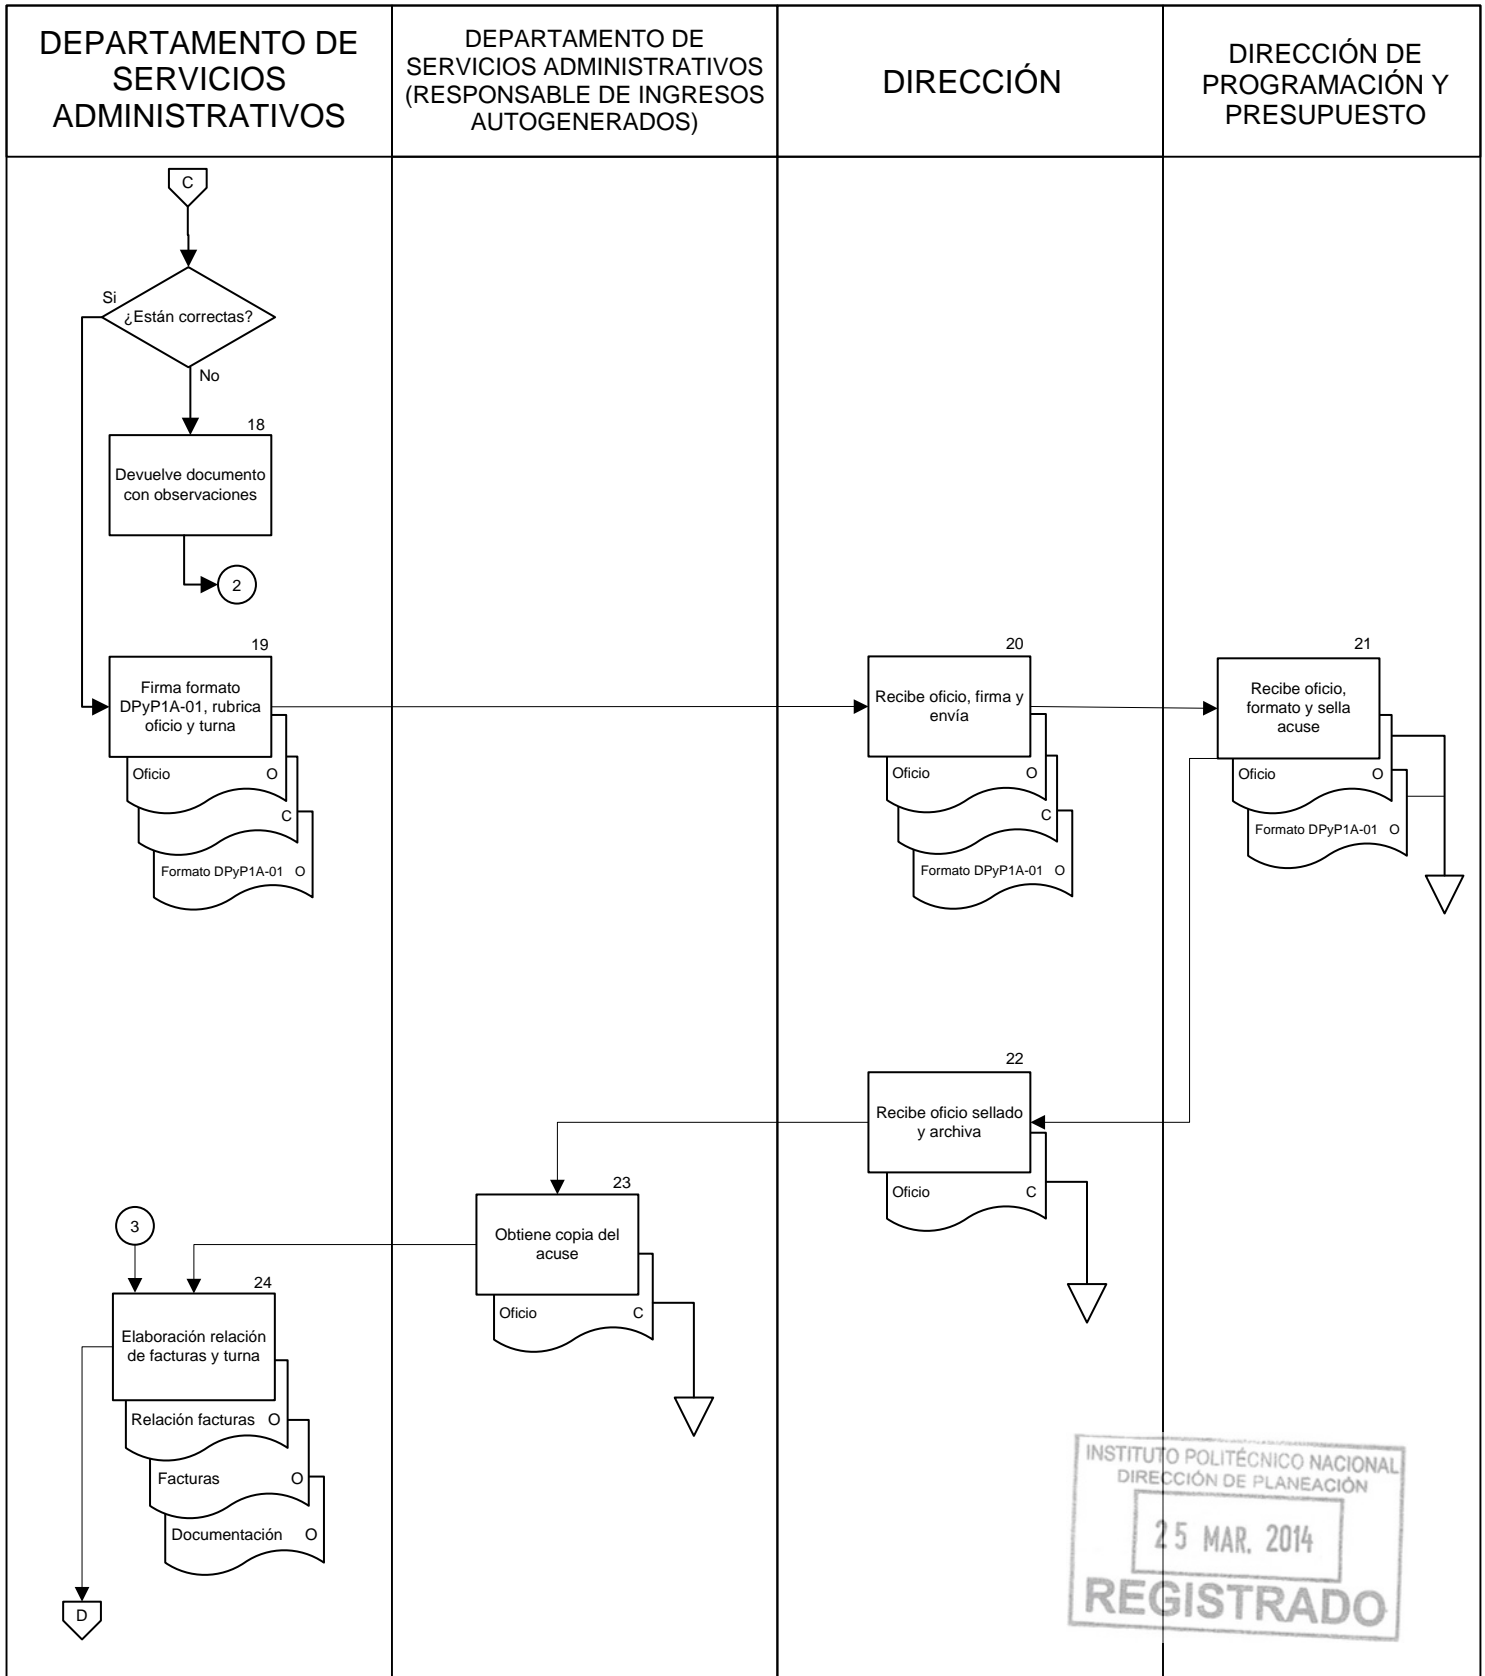 DEPARTAMENTO DE
SERVICIOS
ADMINISTRATIVOS
DEPARTAMENTO DE
SERVICIOS ADMINISTRATIVOS
(RESPONSABLE DE INGRESOS
AUTOGENERADOS)
DIRECCIÓN
DIRECCIÓN DE
PROGRAMACIÓN Y
PRESUPUESTO
C
Si
¿Están correctas?
No
18
Devuelve documento
con observaciones
2
19
Firma formato
DPyP1A-01, rubrica
oficio y turna
Oficio O
C
Formato DPyP1A-01 O
20
Recibe oficio, firma y
envía
Oficio O
C
Formato DPyP1A-01 O
21
Recibe oficio,
formato y sella
acuse
Oficio O
Formato DPyP1A-01 O
22
Recibe oficio sellado
y archiva
Oficio C
23
Obtiene copia del
acuse
Oficio C
3
24
Elaboración relación
de facturas y turna
Relación facturas O
Facturas O
Documentación O
D
INSTITUTO POLITÉCNICO NACIONAL
DIRECCIÓN DE PLANEACIÓN
25 MAR. 2014
REGISTRADO